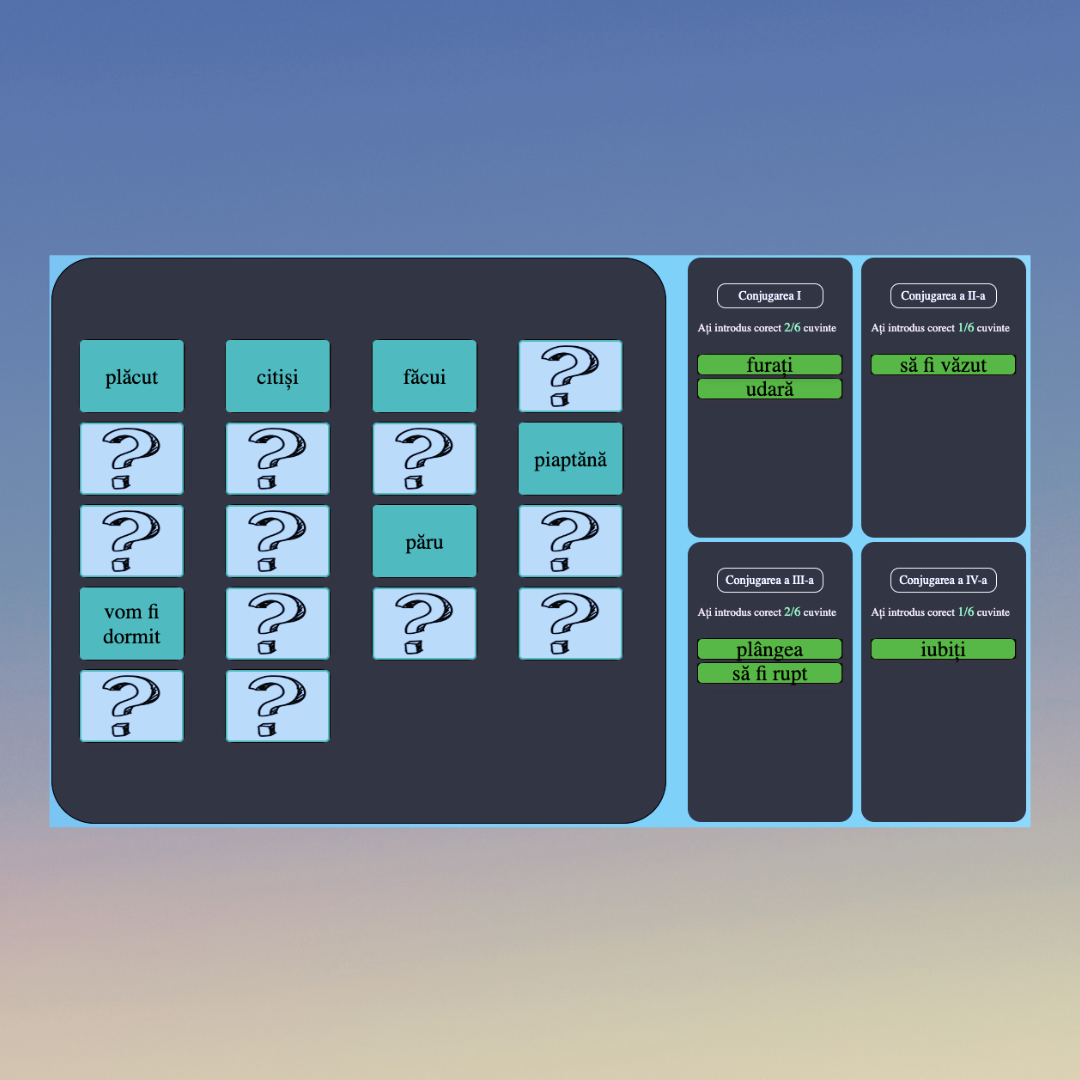 plăcut
citiși
făcui
piaptănă
păru
vom fi
dormit
Conjugarea I
Ați introdus corect 2/6 cuvinte
furați
udară
Conjugarea a II-a
Ați introdus corect 1/6 cuvinte
să fi văzut
Conjugarea a III-a
Ați introdus corect 2/6 cuvinte
plângea
să fi rupt
Conjugarea a IV-a
Ați introdus corect 1/6 cuvinte
iubiți